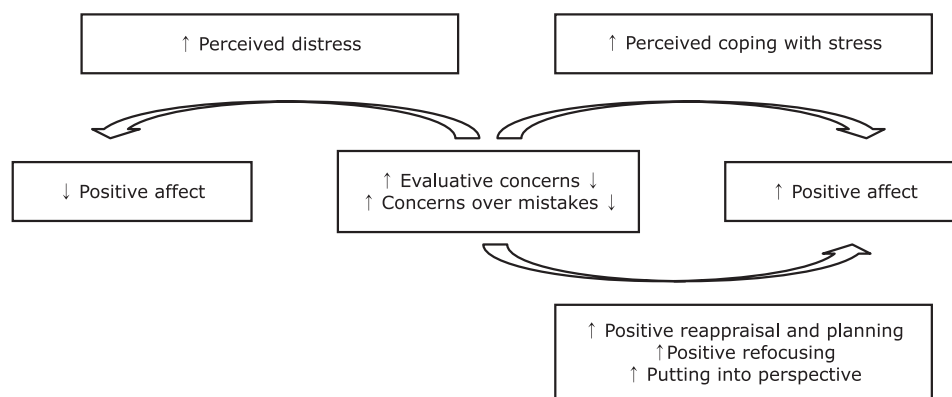 ↑ Perceived distress
↑ Perceived coping with stress
↓ Positive affect
↑ Evaluative concerns ↓
↑ Concerns over mistakes ↓
↑ Positive affect
↑ Positive reappraisal and planning
↑Positive refocusing
↑ Putting into perspective